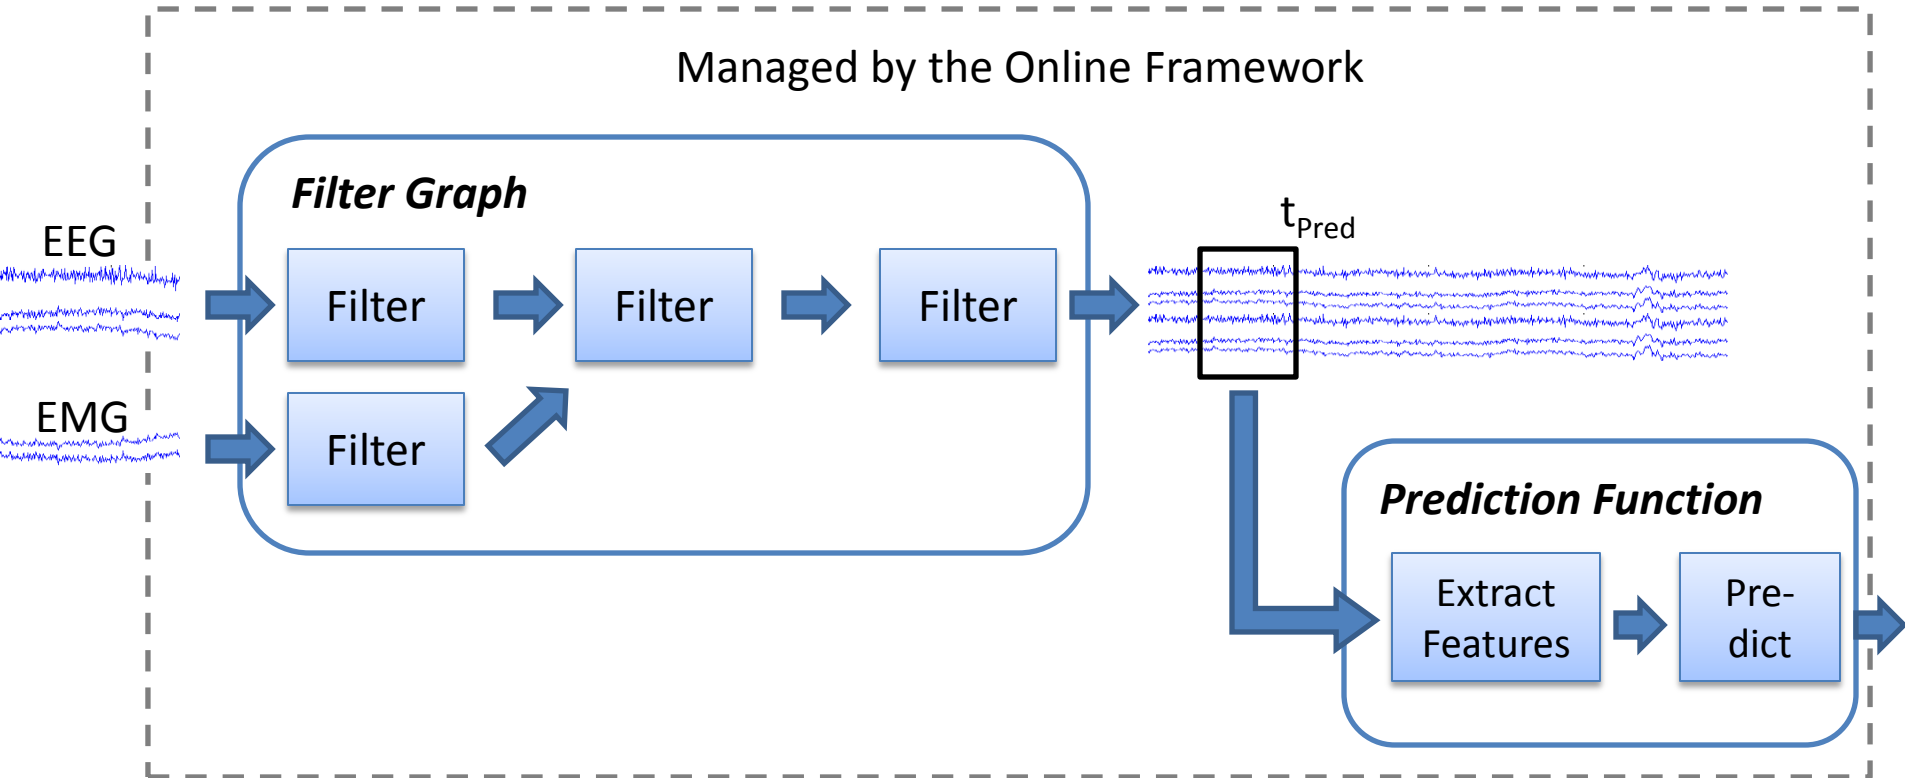 Managed by the Online Framework
Filter Graph
EEG
Filter
Filter
Filter
EMG
Filter
tPred
Prediction Function
Extract
Features
Pre-
dict